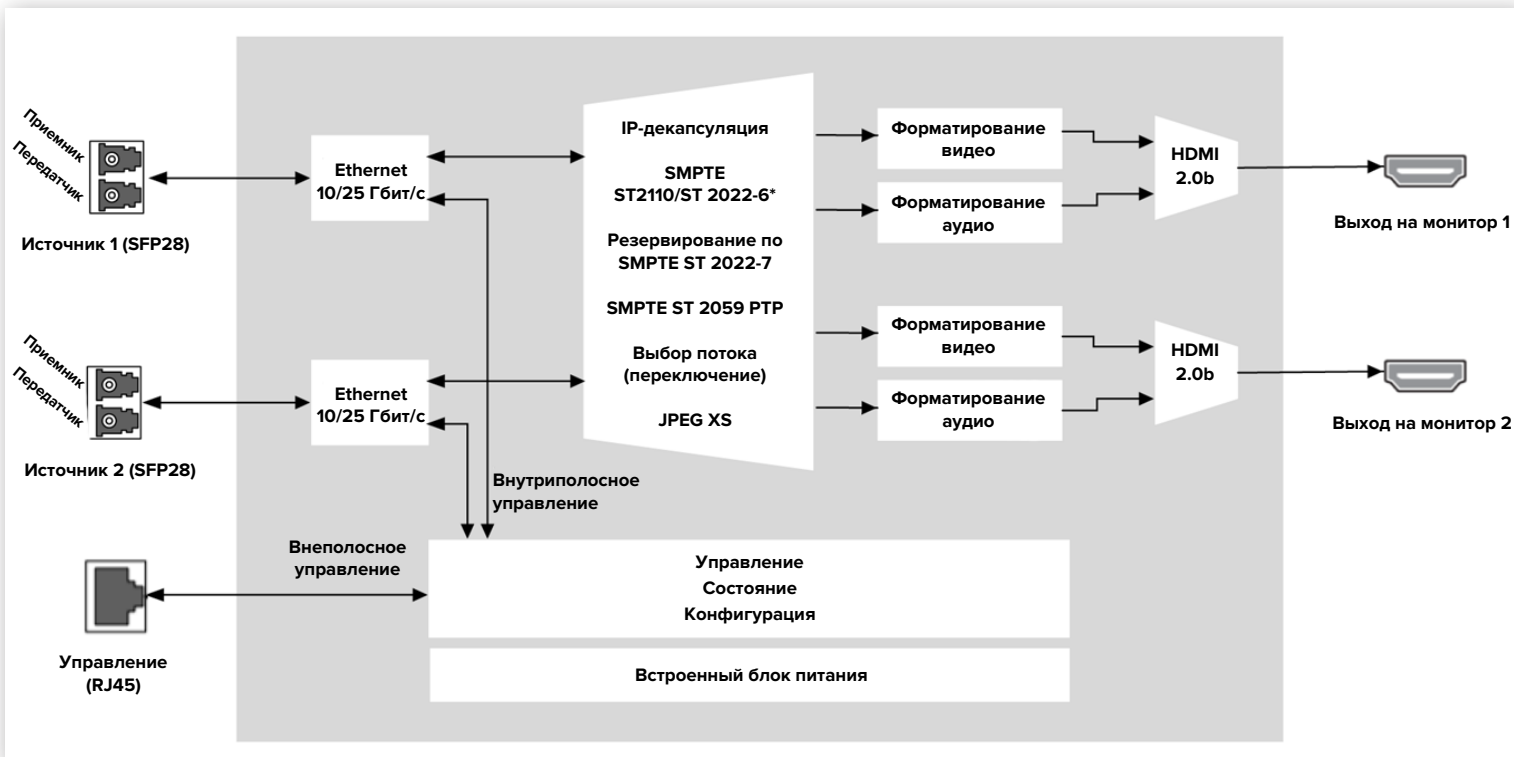 Приемник
Передатчик
Источник 1 (SFP28)
Ethernet
10/25 Гбит/с
IP-декапсуляция
SMPTE
ST2110/ST 2022-6*
Резервирование по
SMPTE ST 2022-7
SMPTE ST 2059 PTP
Выбор потока
(переключение)
JPEG XS
Форматирование
видео
Форматирование
аудио
HDMI
2.0b
Выход на монитор 1
Приемник
Передатчик
Источник 2 (SFP28)
Ethernet
10/25 Гбит/с
Форматирование
видео
Форматирование
аудио
HDMI
2.0b
Выход на монитор 2
Внутриполосное
управление
Внеполосное
управление
Управление
(RJ45)
Управление
Состояние
Конфигурация
Встроенный блок питания